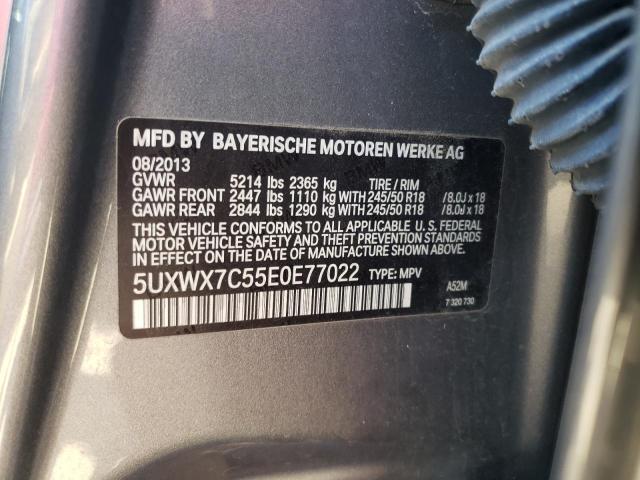 MFD BY BAYERISCHE MOTOREN WERKE AG
08/2013
GVWR 5214 lbs 2365 kg TIRE / RIM
GAWR FRONT 2447 lbs 1110 kg WITH 245/50 R18 /8.0J x 18
GAWR REAR 2844 lbs 1290 kg WITH 245/50 R18 /8.0J x 18
THIS VEHICLE CONFORMS TO ALL APPLICABLE U. S. FEDERAL
MOTOR VEHICLE SAFETY AND THEFT PREVENTION STANDARDS
IN EFFECT ON THE DATE OF MANUFACTURE SHOWN ABOVE.
5UXWX7C55E0E77022 TYPE: MPV
A52M
7 320 730